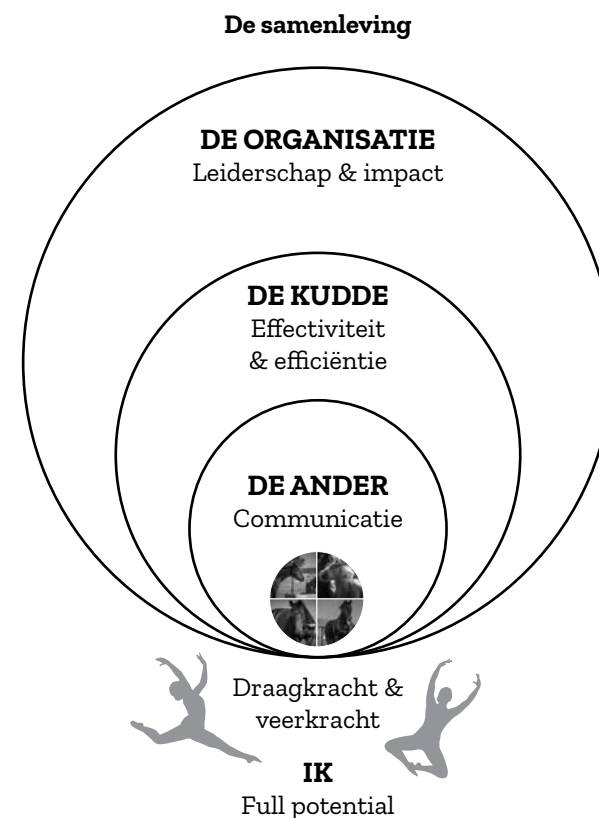 De samenleving
DE ORGANISATIE
Leiderschap & impact
DE KUDDE
Effectiviteit
& efficiëntie
DE ANDER
Communicatie
Draagkracht &
veerkracht
IK
Full potential